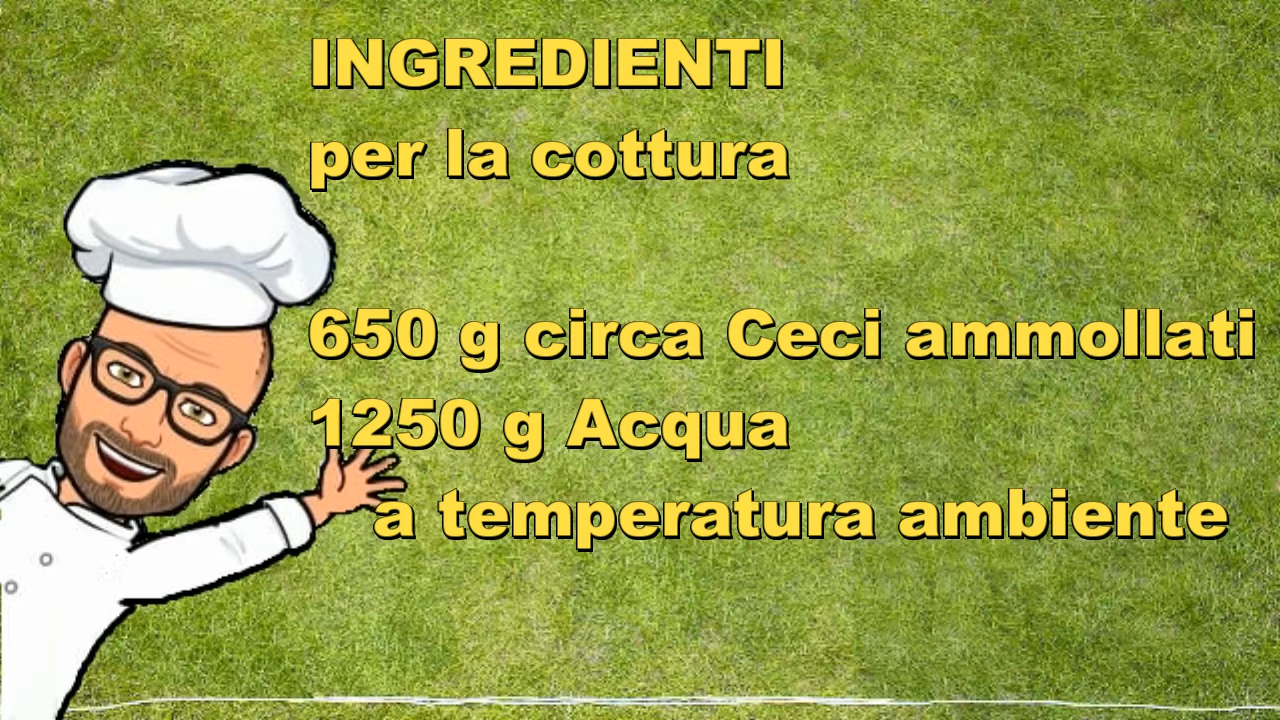 INGREDIENTI
per la cottura
650 g circa Ceci ammollati
1250 g Acqua
a temperatura ambiente